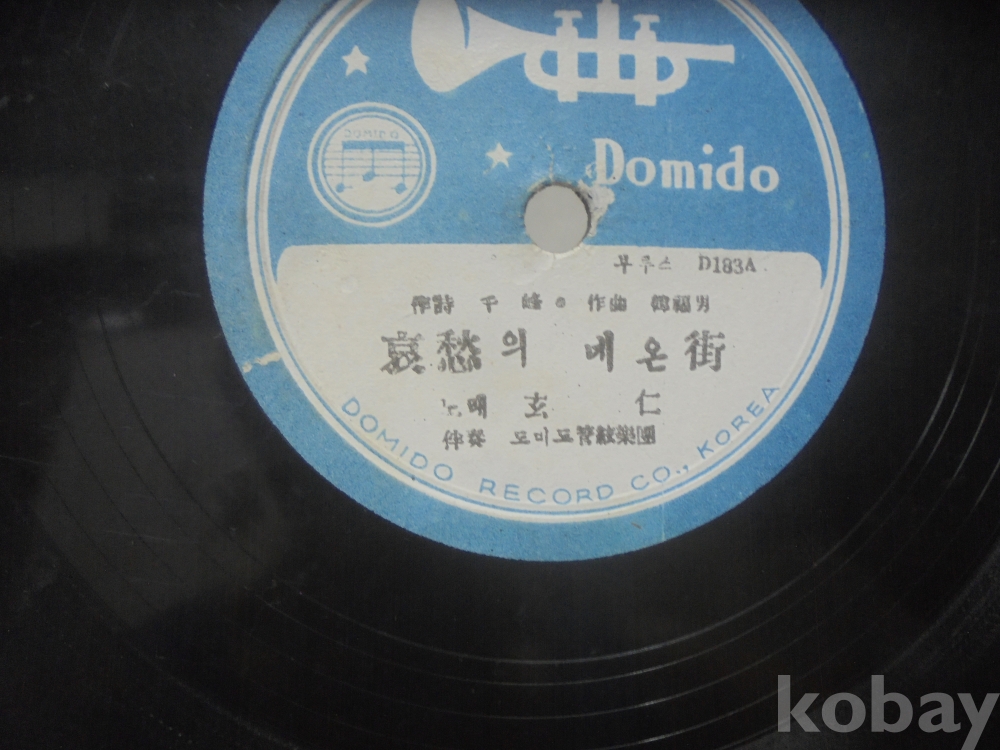 DOMIDO
Domido
부루스 D183A
作詩 千峰 · 作曲 韓福男
哀愁의 네온街
노래 玄仁
伴奏 도미도管絃樂團
DOMIDO RECORD CO., KOREA
kobay